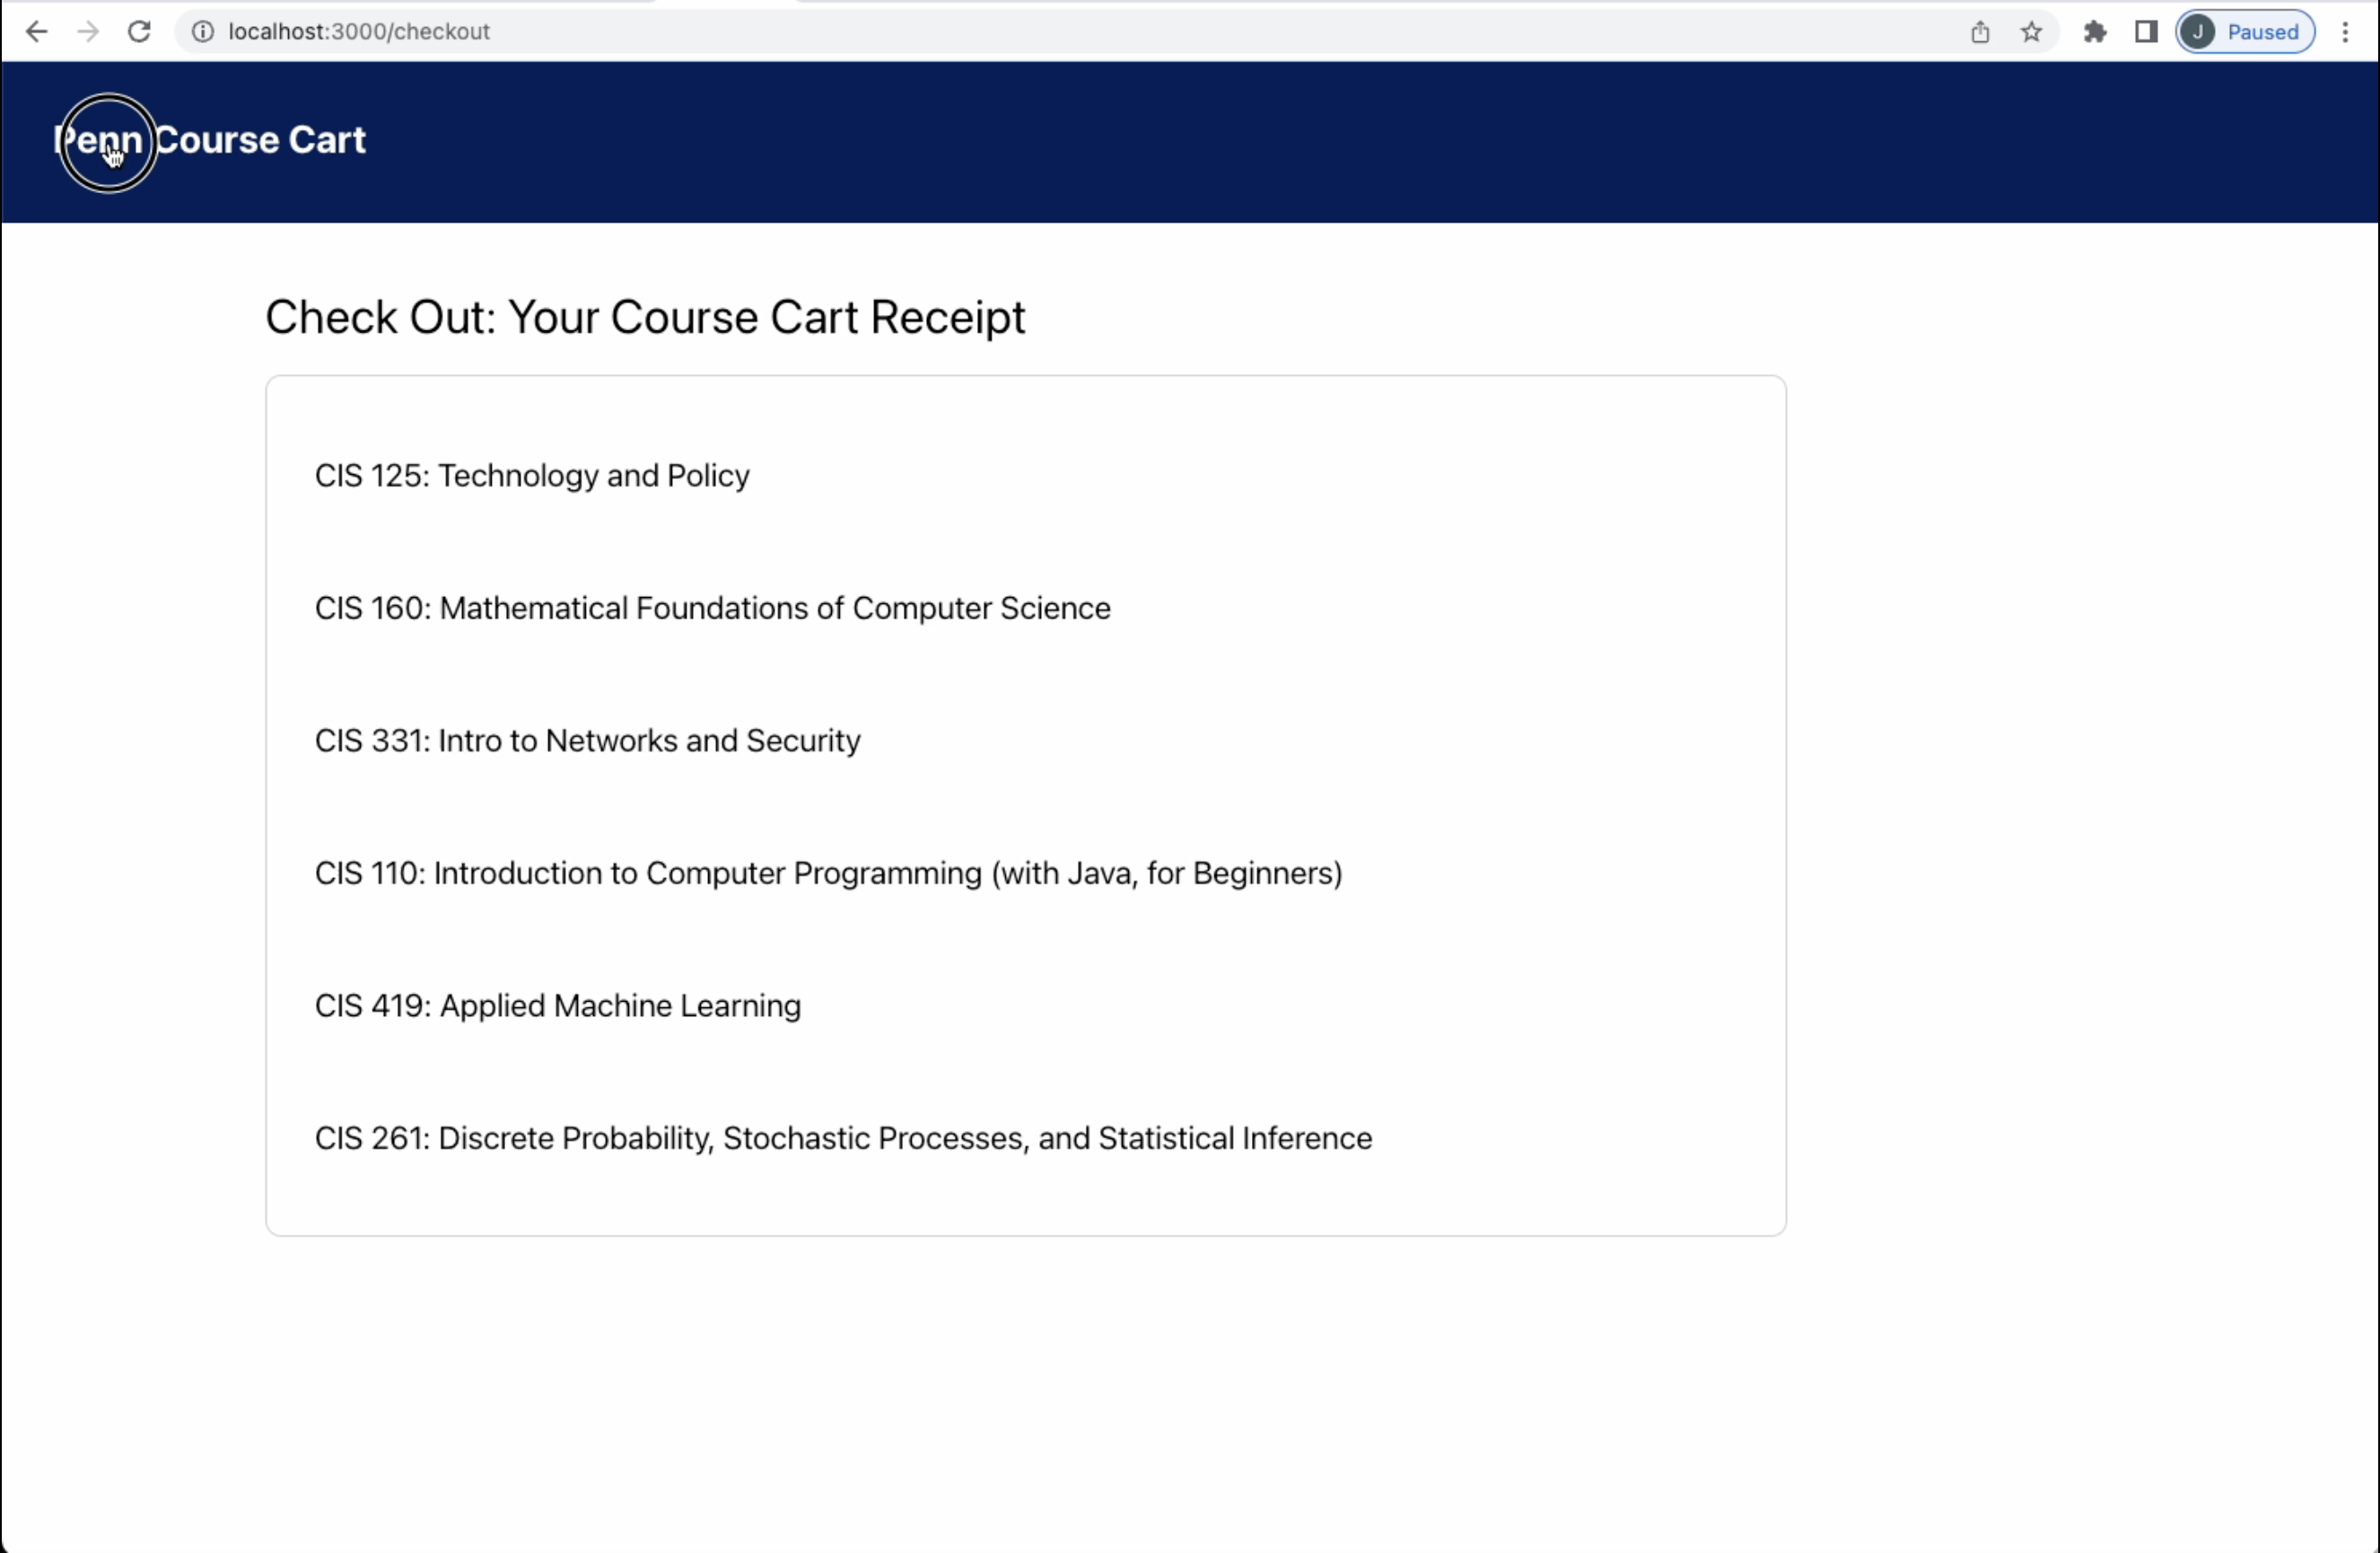 localhost:3000/checkout
J Paused
Penn Course Cart
Check Out: Your Course Cart Receipt
CIS 125: Technology and Policy
CIS 160: Mathematical Foundations of Computer Science
CIS 331: Intro to Networks and Security
CIS 110: Introduction to Computer Programming (with Java, for Beginners)
CIS 419: Applied Machine Learning
CIS 261: Discrete Probability, Stochastic Processes, and Statistical Inference